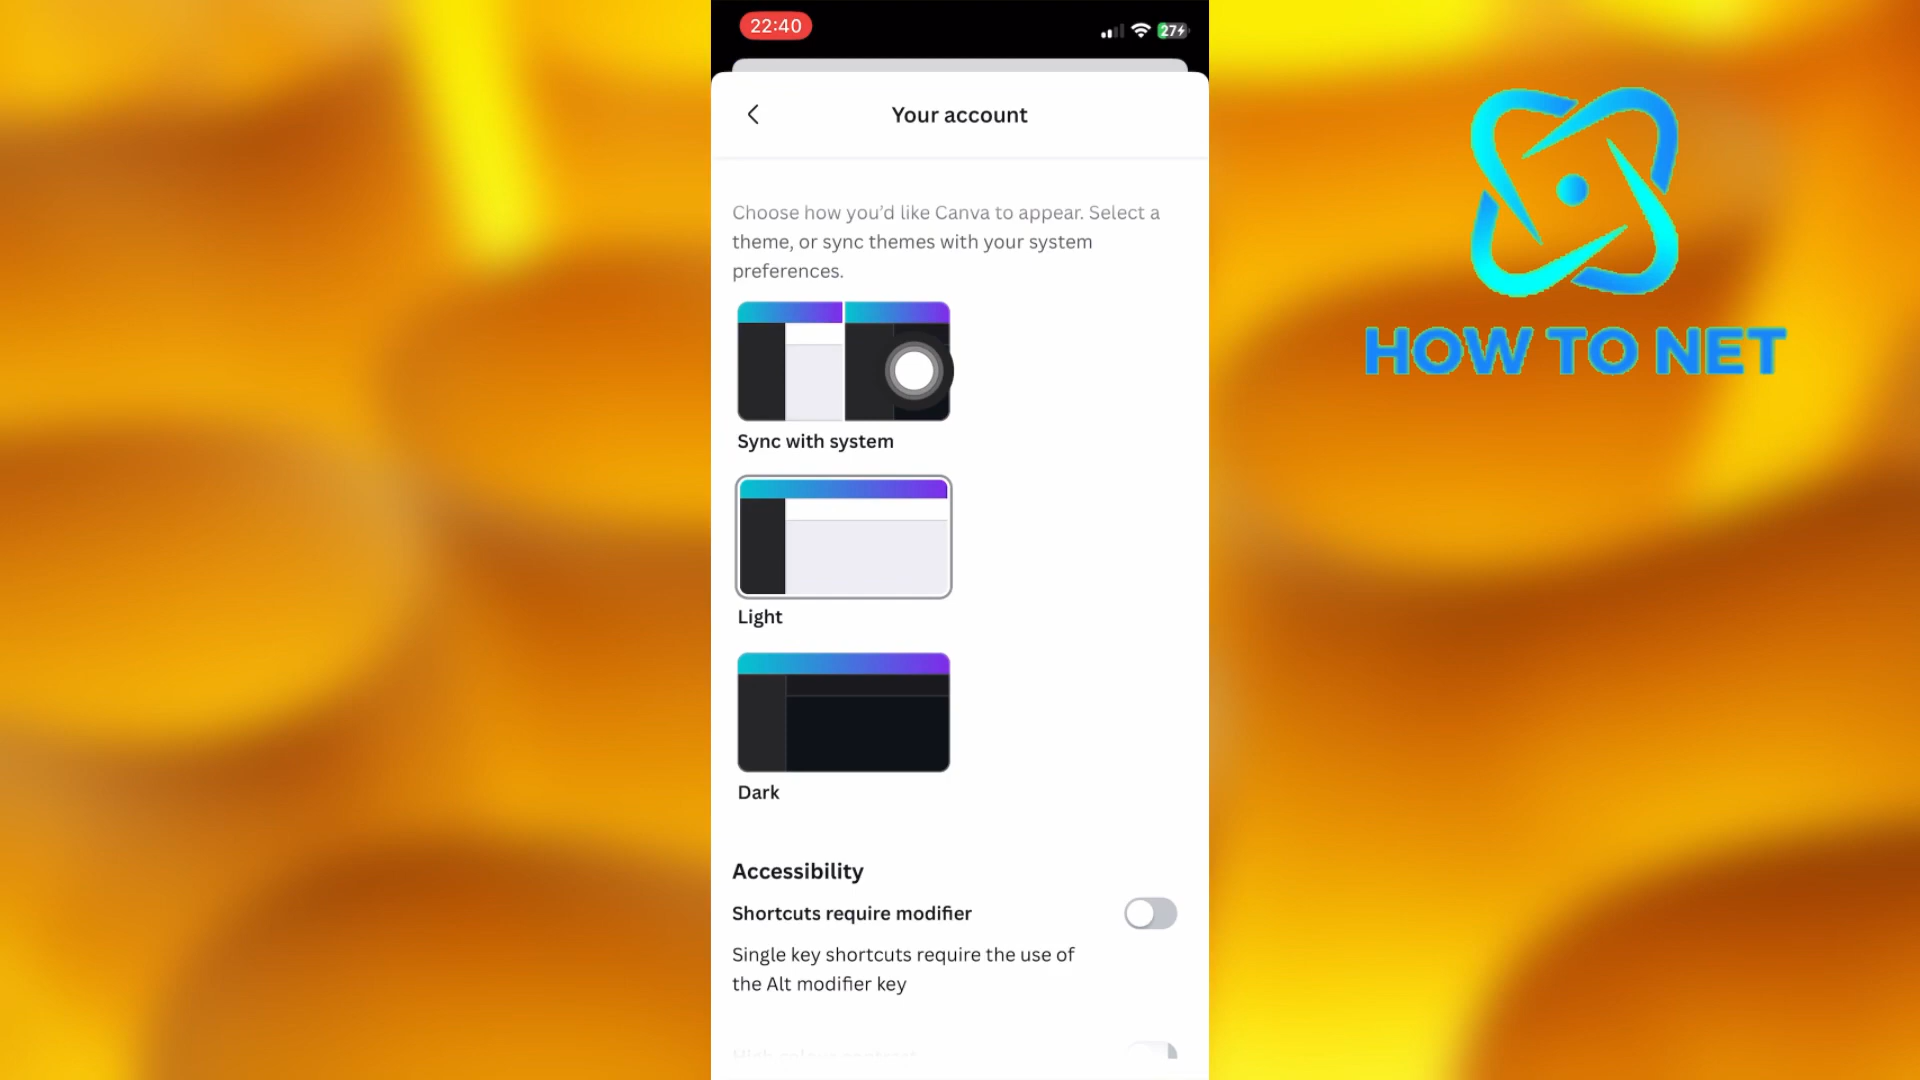 22:40
27
Your account
HOW TO NET
Choose how you’d like Canva to appear. Select a
theme, or sync themes with your system
preferences.
Sync with system
Light
Dark
Accessibility
Shortcuts require modifier
Single key shortcuts require the use of
the Alt modifier key